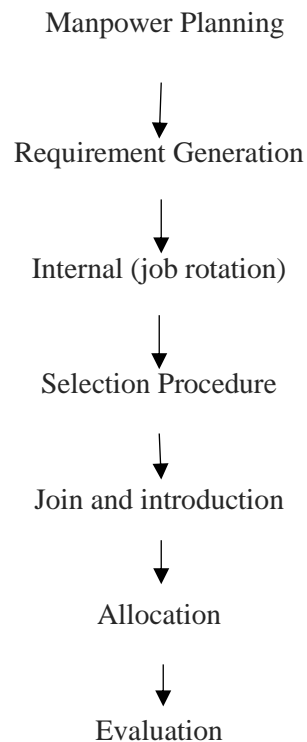 Manpower Planning
Requirement Generation
Internal (job rotation)
Selection Procedure
Join and introduction
Allocation
Evaluation